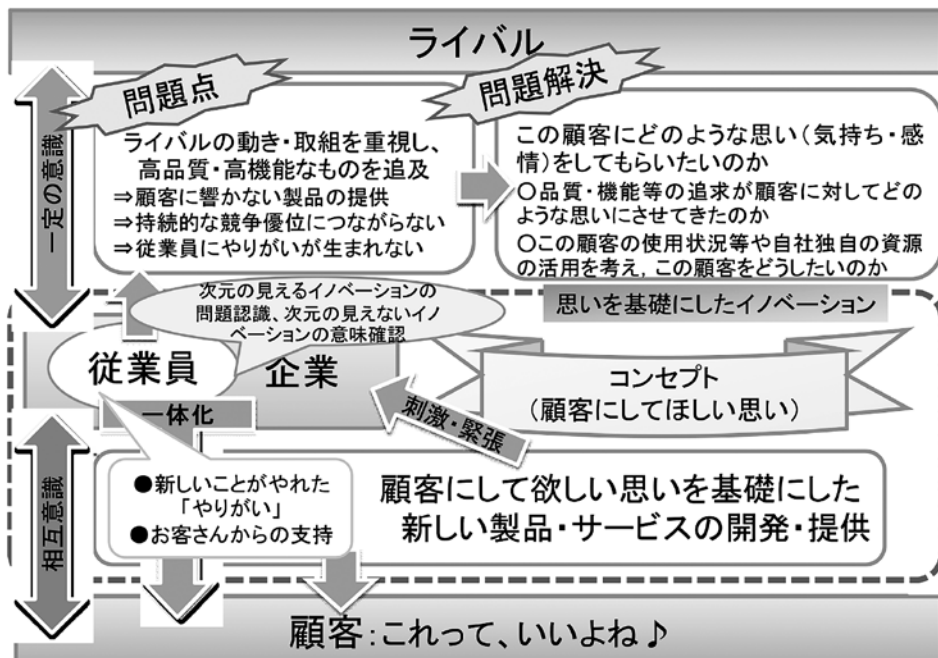 ライバル
問題点
問題解決
一定の意識
ライバルの動き・取組を重視し、
高品質・高機能なものを追及
⇒顧客に響かない製品の提供
⇒持続的な競争優位につながらない
⇒従業員にやりがいが生まれない
この顧客にどのような思い（気持ち・感
情）をしてもらいたいのか
○品質・機能等の追求が顧客に対してどの
ような思いにさせてきたのか
○この顧客の使用状況等や自社独自の資源
の活用を考え，この顧客をどうしたいのか
次元の見えるイノベーションの
問題認識、次元の見えないイノ
ベーションの意味確認
思いを基礎にしたイノベーション
従業員
企業
コンセプト
（顧客にしてほしい思い）
一体化
刺激・緊張
相互意識
●新しいことがやれた
「やりがい」
●お客さんからの支持
顧客にして欲しい思いを基礎にした
新しい製品・サービスの開発・提供
顧客：これって、いいよね♪